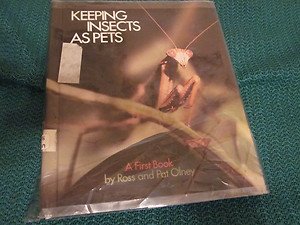 KEEPING
INSECTS
AS PETS
A First Book
by Ross and Pat Olney